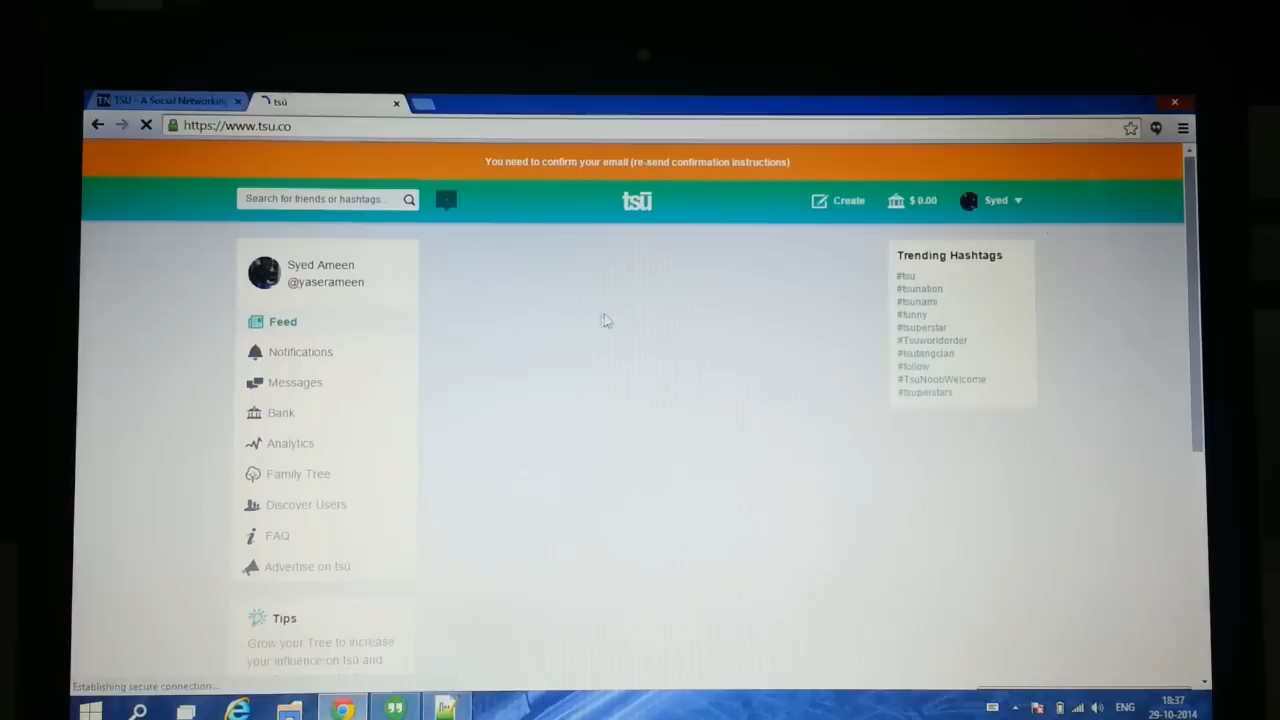 TSU - A Social Networking
tsū
https://www.tsu.co
You need to confirm your email (re-send confirmation instructions)
Search for friends or hashtags...
tsū
Create
$ 0.00
Syed
Syed Ameen
@yaserameen
Feed
Notifications
Messages
Bank
Analytics
Family Tree
Discover Users
FAQ
Advertise on tsū
Tips
Grow your Tree to increase
your influence on tsū and
Trending Hashtags
#tsu
#tsunation
#tsunami
#funny
#tsuperstar
#Tsuworldorder
#tsutangclan
#follow
#TsuNoobWelcome
#tsuperstars
Establishing secure connection...
ENG
18:37
29-10-2014